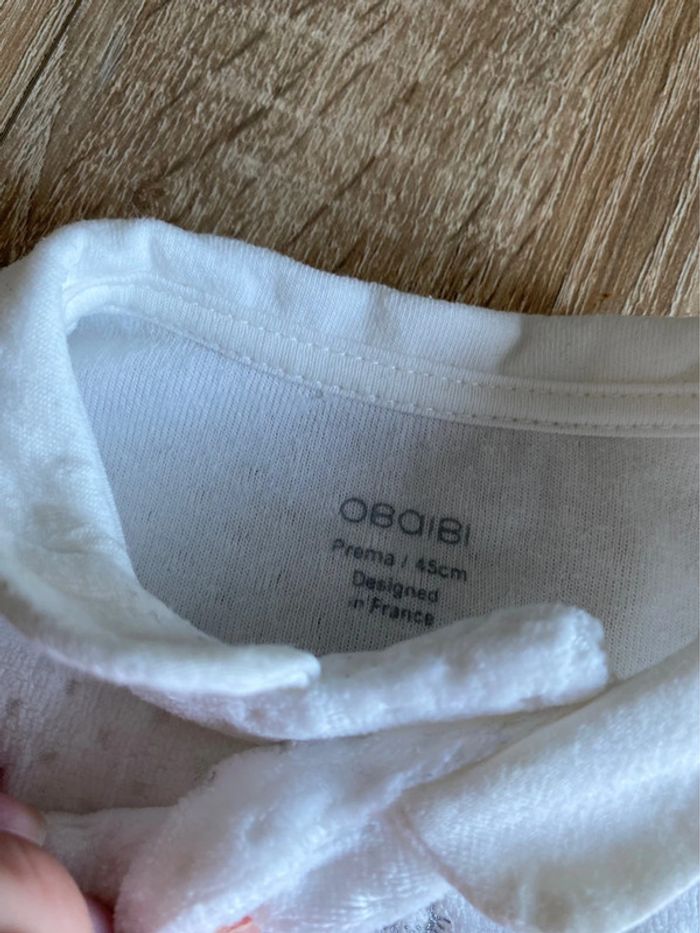 OBAIBI
Prema / 45cm
Designed
in France